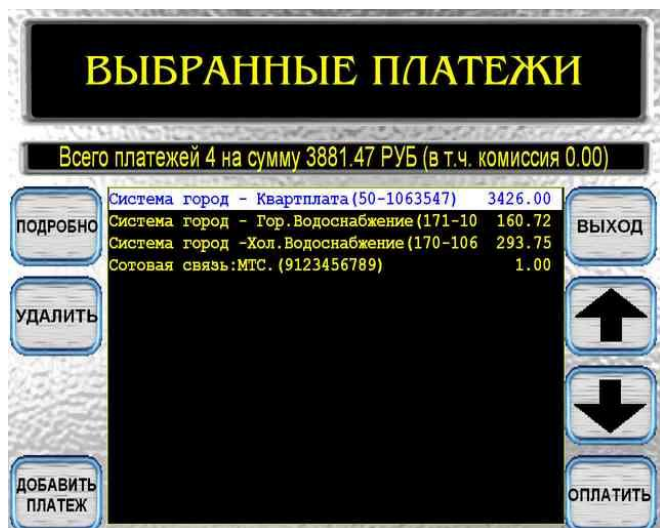 ВЫБРАННЫЕ ПЛАТЕЖИ
Всего платежей 4 на сумму 3881.47 РУБ (в т.ч. комиссия 0.00)
ПОДРОБНО
Система город - Квартплата(50-1063547) 3426.00
Система город - Гор.Водоснабжение(171-10 160.72
Система город -Хол.Водоснабжение(170-106 293.75
Сотовая связь:МТС.(9123456789) 1.00
ВЫХОД
УДАЛИТЬ
ДОБАВИТЬ
ПЛАТЕЖ
ОПЛАТИТЬ